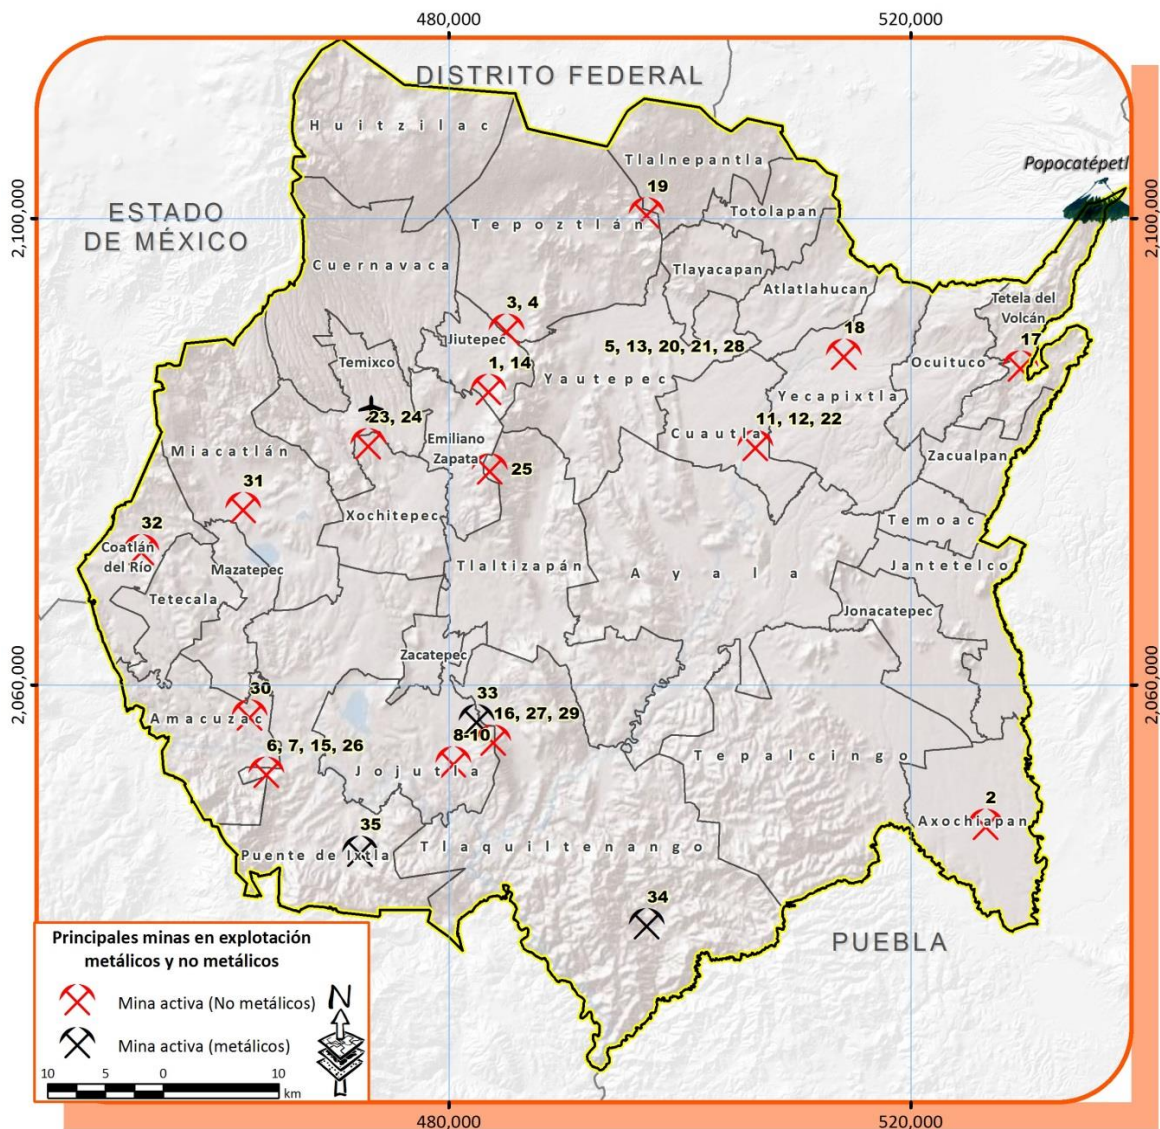 480,000
520,000
DISTRITO FEDERAL
Huitzilac
Tlalnepantla
Popocatépetl
19
2,100,000
ESTADO
DE MÉXICO
Totolapan
2,100,000
Tepoztlán
Cuernavaca
Tlayacapan
Atlatlahucan
Tetela del
Volcán
3, 4
Jiutepec
5, 13, 20, 21, 28
18
17
Temixco
1, 14
Yautepec
Ocuituco
Yecapixtla
23, 24
11, 12, 22
Cuautla
Emiliano
Zapata
Miacatlán
25
Zacualpan
31
Xochitepec
32
Temoac
Coatlán
del Río
Mazatepec
Tlaltizapán
Ayala
Jantetelco
Tetecala
Jonacatepec
Zacatepec
2,060,000
2,060,000
30
33
Amacuzac
16, 27, 29
8-10
6, 7, 15, 26
Jojutla
Tepalcingo
2
Axochiapan
35
Puente de Ixtla
Tlaquiltenango
34
PUEBLA
Principales minas en explotación
metálicos y no metálicos
Mina activa (No metálicos)
N
Mina activa (metálicos)
10 5 0 10
km
480,000
520,000